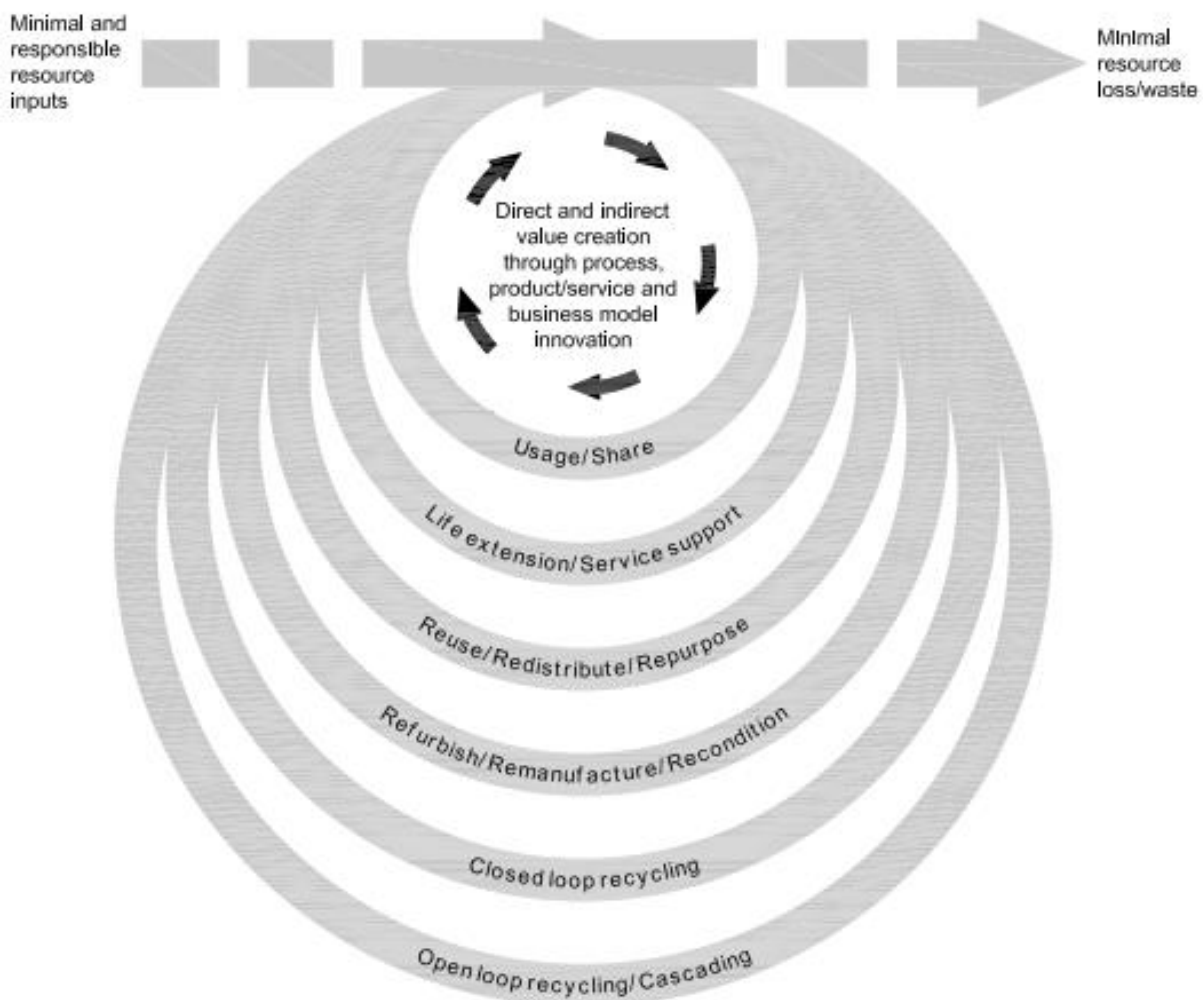 Minimal and
responsible
resource
inputs
Minimal
resource
loss/waste
Direct and indirect
value creation
through process,
product/service and
business model
innovation
Usage/Share
Life extension/Service support
Reuse/Redistribute/Repurpose
Refurbish/Remanufacture/Recondition
Closed loop recycling
Open loop recycling/Cascading